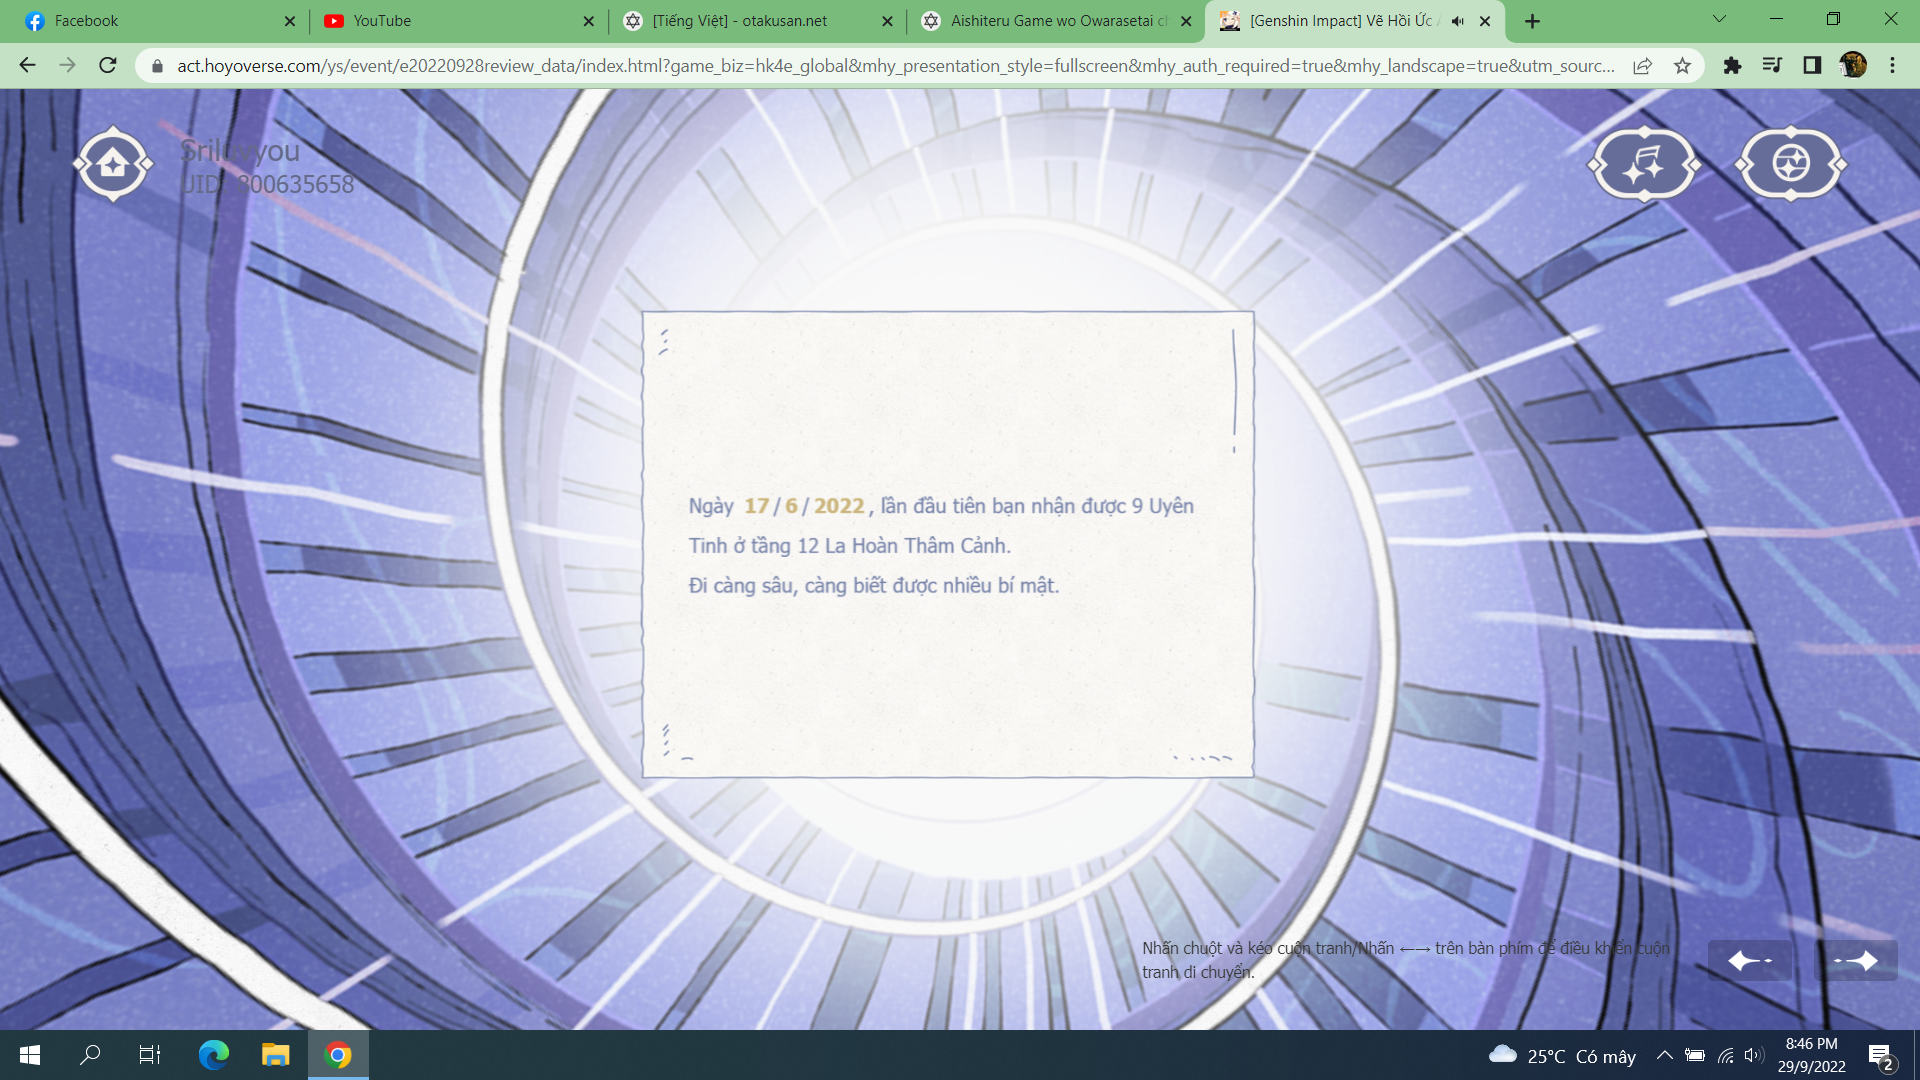 Facebook
YouTube
[Tiếng Việt] - otakusan.net
Aishiteru Game wo Owarasetai ch
[Genshin Impact] Vẽ Hồi Ức
act.hoyoverse.com/ys/event/e20220928review_data/index.html?game_biz=hk4e_global&mhy_presentation_style=fullscreen&mhy_auth_required=true&mhy_landscape=true&utm_sourc...
UID: 800635658
Ngày 17 / 6 / 2022 , lần đầu tiên bạn nhận được 9 Uyên
Tinh ở tầng 12 La Hoàn Thâm Cảnh.
Đi càng sâu, càng biết được nhiều bí mật.
Nhấn chuột và kéo cuộn tranh/Nhấn ←→ trên bàn phím để điều khiển cuộn
tranh di chuyển.
25°C Có mây
8:46 PM
29/9/2022
2